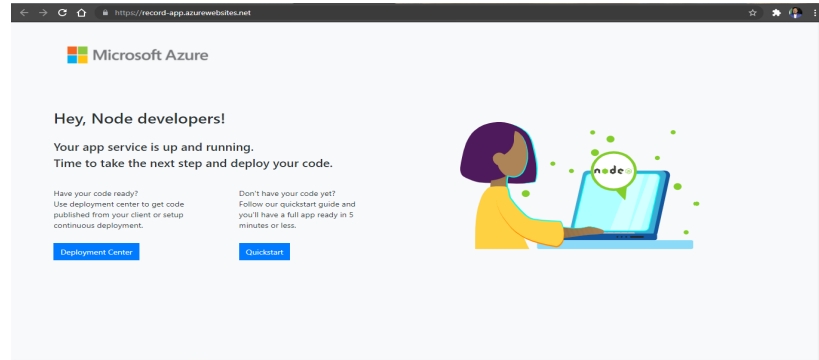 https://record-app.azurewebsites.net
Microsoft Azure
Hey, Node developers!
Your app service is up and running.
Time to take the next step and deploy your code.
Have your code ready?
Use deployment center to get code
published from your client or setup
continuous deployment.
Deployment Center
Don't have your code yet?
Follow our quickstart guide and
you'll have a full app ready in 5
minutes or less.
Quickstart
node